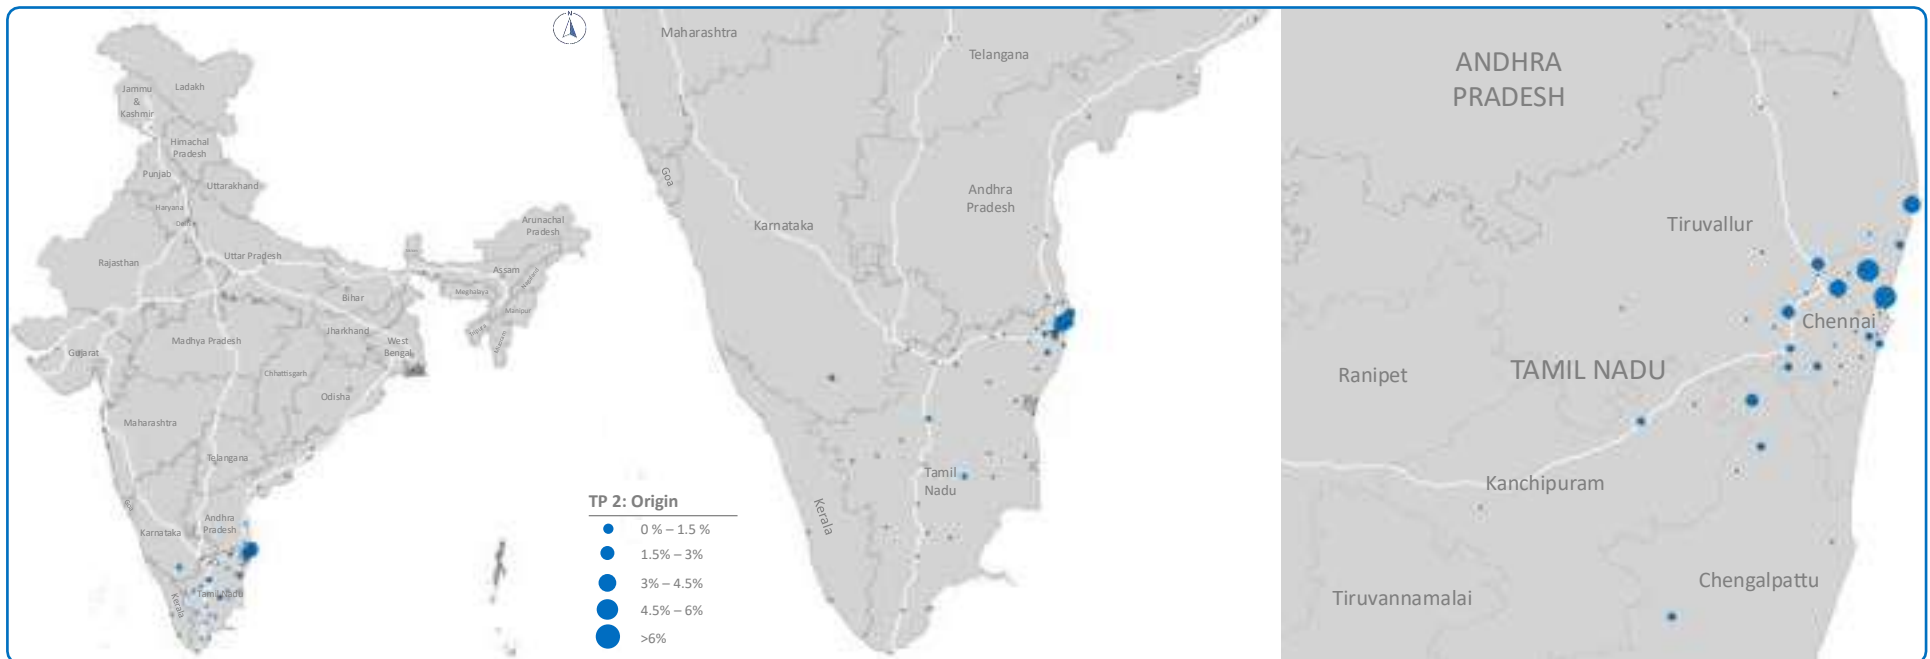 N
Ladakh
Jammu
&
Kashmir
Himachal
Pradesh
Punjab
Uttarakhand
Haryana
Delhi
Arunachal
Pradesh
Rajasthan
Uttar Pradesh
Assam
Nagaland
Meghalaya
Bihar
Manipur
Tripura
Mizoram
Jharkhand
West
Bengal
Gujarat
Madhya Pradesh
Chhattisgarh
Odisha
Maharashtra
Telangana
Goa
Karnataka
Andhra
Pradesh
Tamil Nadu
Kerala
Maharashtra
Telangana
Goa
Karnataka
Andhra
Pradesh
Tamil
Nadu
Kerala
TP 2: Origin
0 % – 1.5 %
1.5% – 3%
3% – 4.5%
4.5% – 6%
>6%
ANDHRA
PRADESH
Tiruvallur
Chennai
Ranipet
TAMIL NADU
Kanchipuram
Tiruvannamalai
Chengalpattu